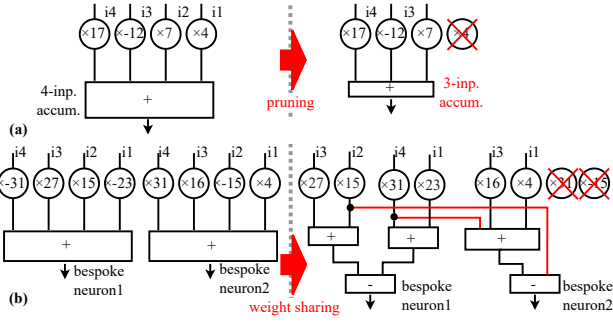 i4 i3 i2 i1 i4 i3 i2 i1
×17 ×-12 ×7 ×4 ×17 ×-12 ×7 ×4
4-inp. accum. + + 3-inp. accum.
pruning
(a)
i4 i3 i2 i1 i4 i3 i2 i1 i3 i2 i4 i1 i3 i1
×-31 ×27 ×15 ×-23 ×31 ×16 ×-15 ×4 ×27 ×15 ×31 ×23 ×16 ×4 ×31 ×-15
+ + + + +
bespoke neuron1 bespoke neuron2 - bespoke neuron1 - bespoke neuron2
(b) weight sharing